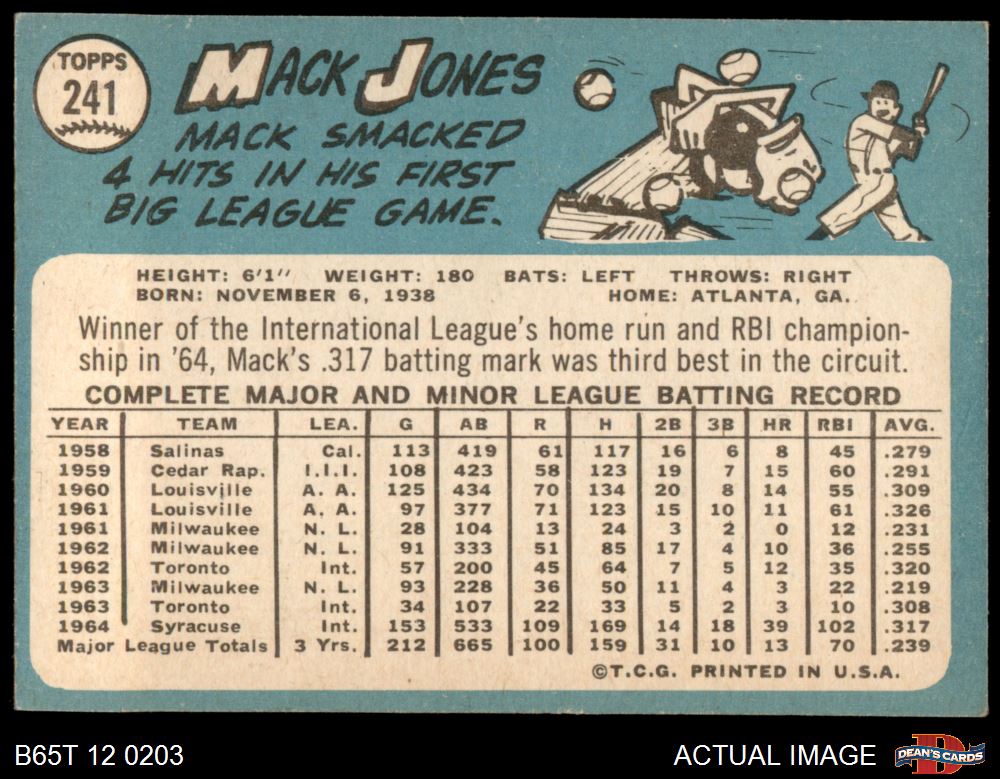 TOPPS
241
MACK JONES
MACK SMACKED
4 HITS IN HIS FIRST
BIG LEAGUE GAME.
HEIGHT: 6'1" WEIGHT: 180 BATS: LEFT THROWS: RIGHT
BORN: NOVEMBER 6, 1938 HOME: ATLANTA, GA.
Winner of the International League's home run and RBI champion-
ship in '64, Mack's .317 batting mark was third best in the circuit.
COMPLETE MAJOR AND MINOR LEAGUE BATTING RECORD
YEAR TEAM LEA. G AB R H 2B 3B HR RBI AVG.
1958 Salinas Cal. 113 419 61 117 16 6 8 45 .279
1959 Cedar Rap. I.I.I. 108 423 58 123 19 7 15 60 .291
1960 Louisville A. A. 125 434 70 134 20 8 14 55 .309
1961 Louisville A. A. 97 377 71 123 15 10 11 61 .326
1961 Milwaukee N. L. 28 104 13 24 3 2 0 12 .231
1962 Milwaukee N. L. 91 333 51 85 17 4 10 36 .255
1962 Toronto Int. 57 200 45 64 7 5 12 35 .320
1963 Milwaukee N. L. 93 228 36 50 11 4 3 22 .219
1963 Toronto Int. 34 107 22 33 5 2 3 10 .308
1964 Syracuse Int. 153 533 109 169 14 18 39 102 .317
Major League Totals 3 Yrs. 212 665 100 159 31 10 13 70 .239
©T.C.G. PRINTED IN U.S.A.
B65T 12 0203 ACTUAL IMAGE DEAN'S CARDS